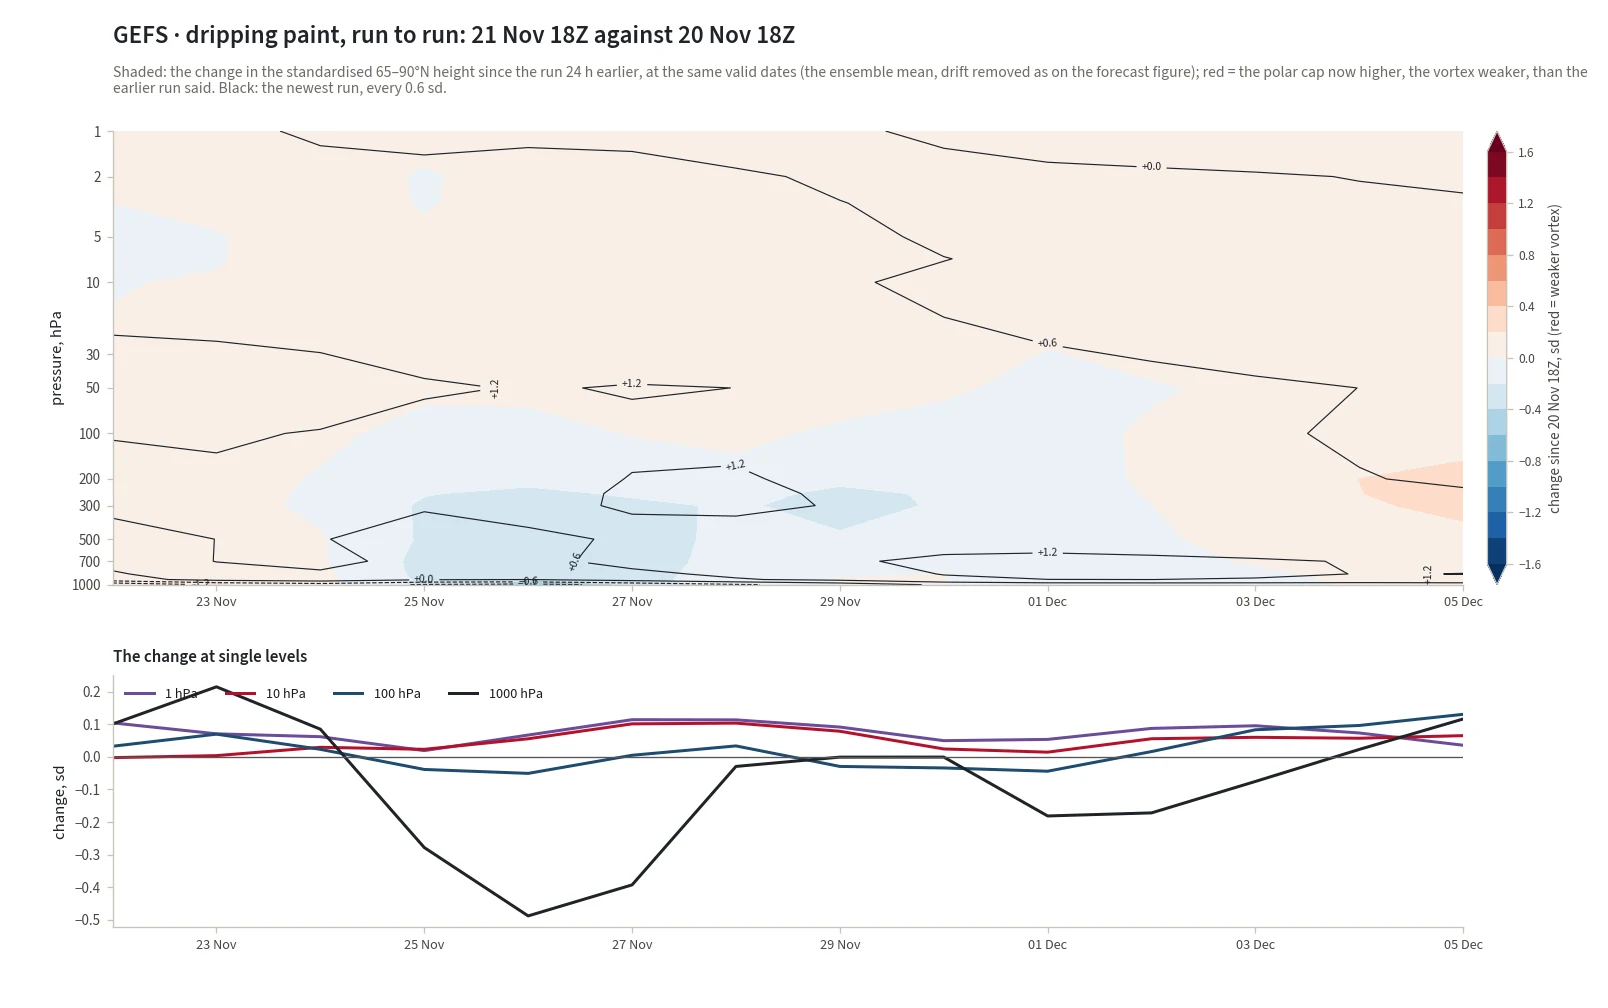 GEFS · dripping paint, run to run: 21 Nov 18Z against 20 Nov 18Z
Shaded: the change in the standardised 65–90°N height since the run 24 h earlier, at the same valid dates (the ensemble mean, drift removed as on the forecast figure); red = the polar cap now higher, the vortex weaker, than the
earlier run said. Black: the newest run, every 0.6 sd.
pressure, hPa
1
2
5
10
30
50
100
200
300
500
700
1000
+0.0
+0.6
+1.2
+1.2
+1.2
+0.6
+1.2
+0.0
−0.6
+1.2
23 Nov
25 Nov
27 Nov
29 Nov
01 Dec
03 Dec
05 Dec
1.6
1.2
0.8
0.4
0.0
−0.4
−0.8
−1.2
−1.6
change since 20 Nov 18Z, sd (red = weaker vortex)
The change at single levels
1 hPa
10 hPa
100 hPa
1000 hPa
change, sd
0.2
0.1
0.0
−0.1
−0.2
−0.3
−0.4
−0.5
23 Nov
25 Nov
27 Nov
29 Nov
01 Dec
03 Dec
05 Dec